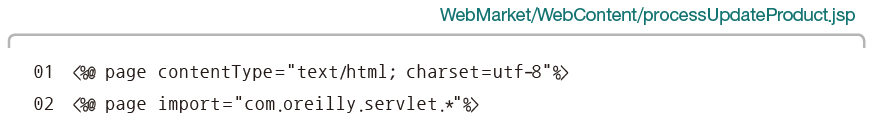 WebMarket/WebContent/processUpdateProduct.jsp
01 <%@ page contentType="text/html; charset=utf-8"%>
02 <%@ page import="com.oreilly.servlet.*"%>